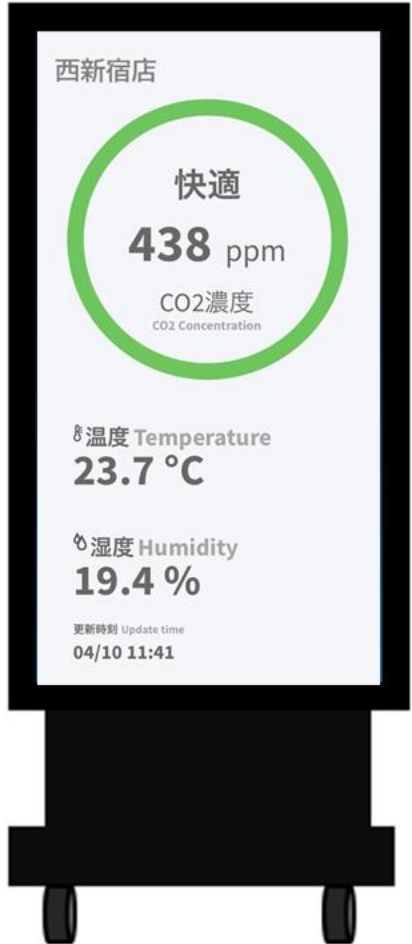 西新宿店
快適
438 ppm
CO2濃度
CO2 Concentration
温度 Temperature
23.7 ℃
湿度 Humidity
19.4 %
更新時刻 Update time
04/10 11:41